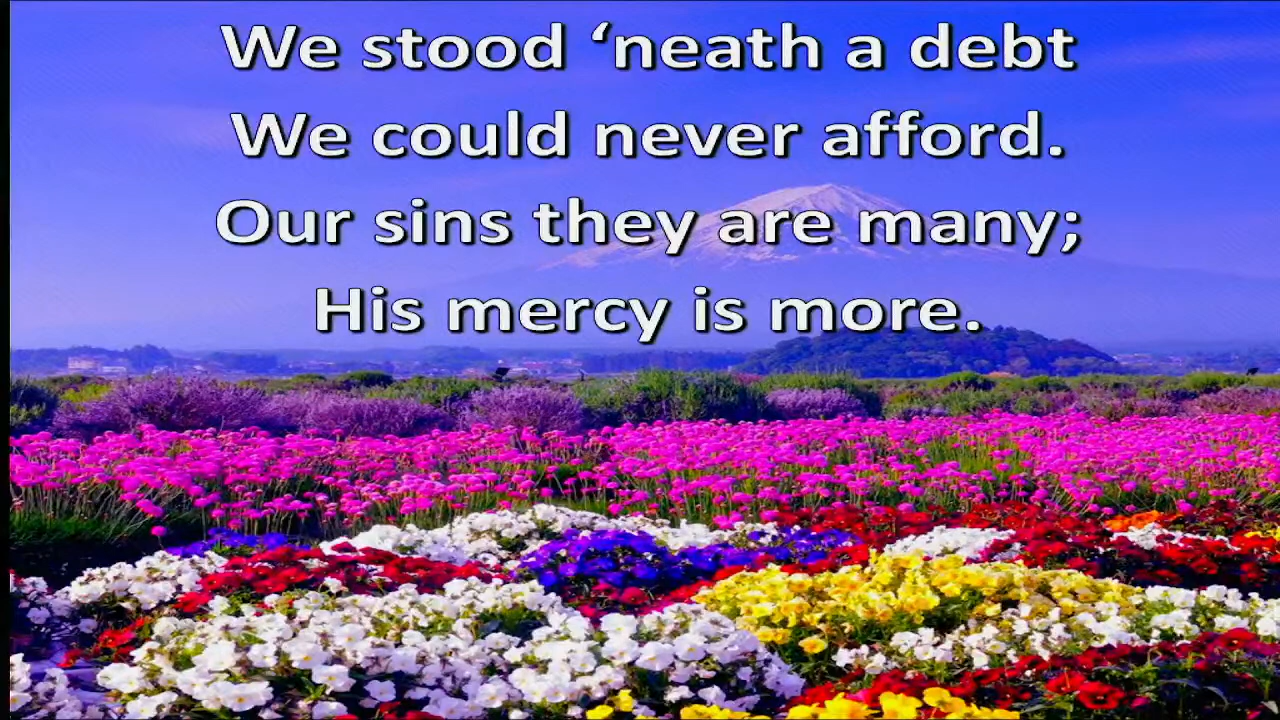 We stood ‘neath a debt
We could never afford.
Our sins they are many;
His mercy is more.